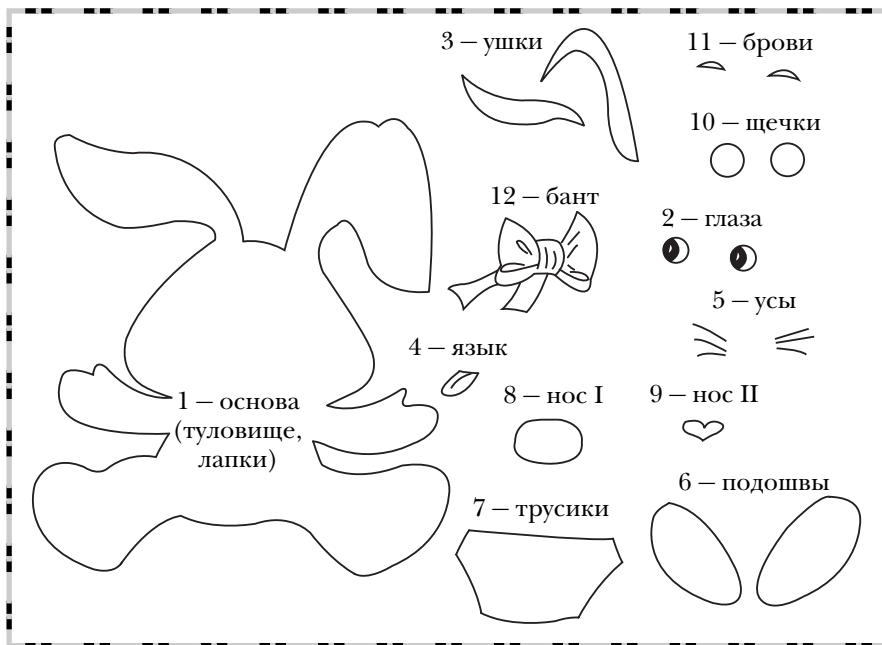 3 – ушки
11 – брови
10 – щечки
12 – бант
2 – глаза
5 – усы
4 – язык
1 – основа
(туловище,
лапки)
8 – нос I
9 – нос II
6 – подошвы
7 – трусики